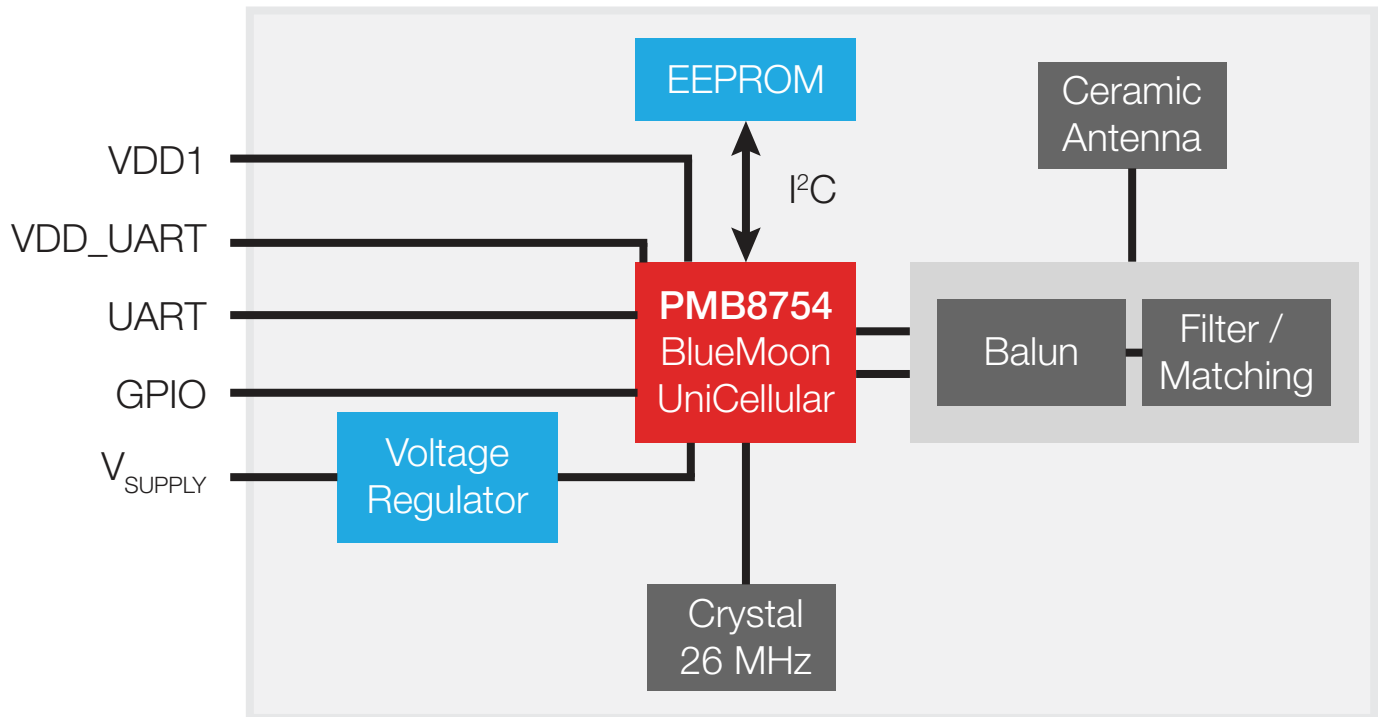 EEPROM
Ceramic
Antenna
VDD1
I²C
VDD_UART
PMB8754
BlueMoon
UniCellular
UART
Balun
Filter /
Matching
GPIO
Voltage
Regulator
V_SUPPLY
Crystal
26 MHz